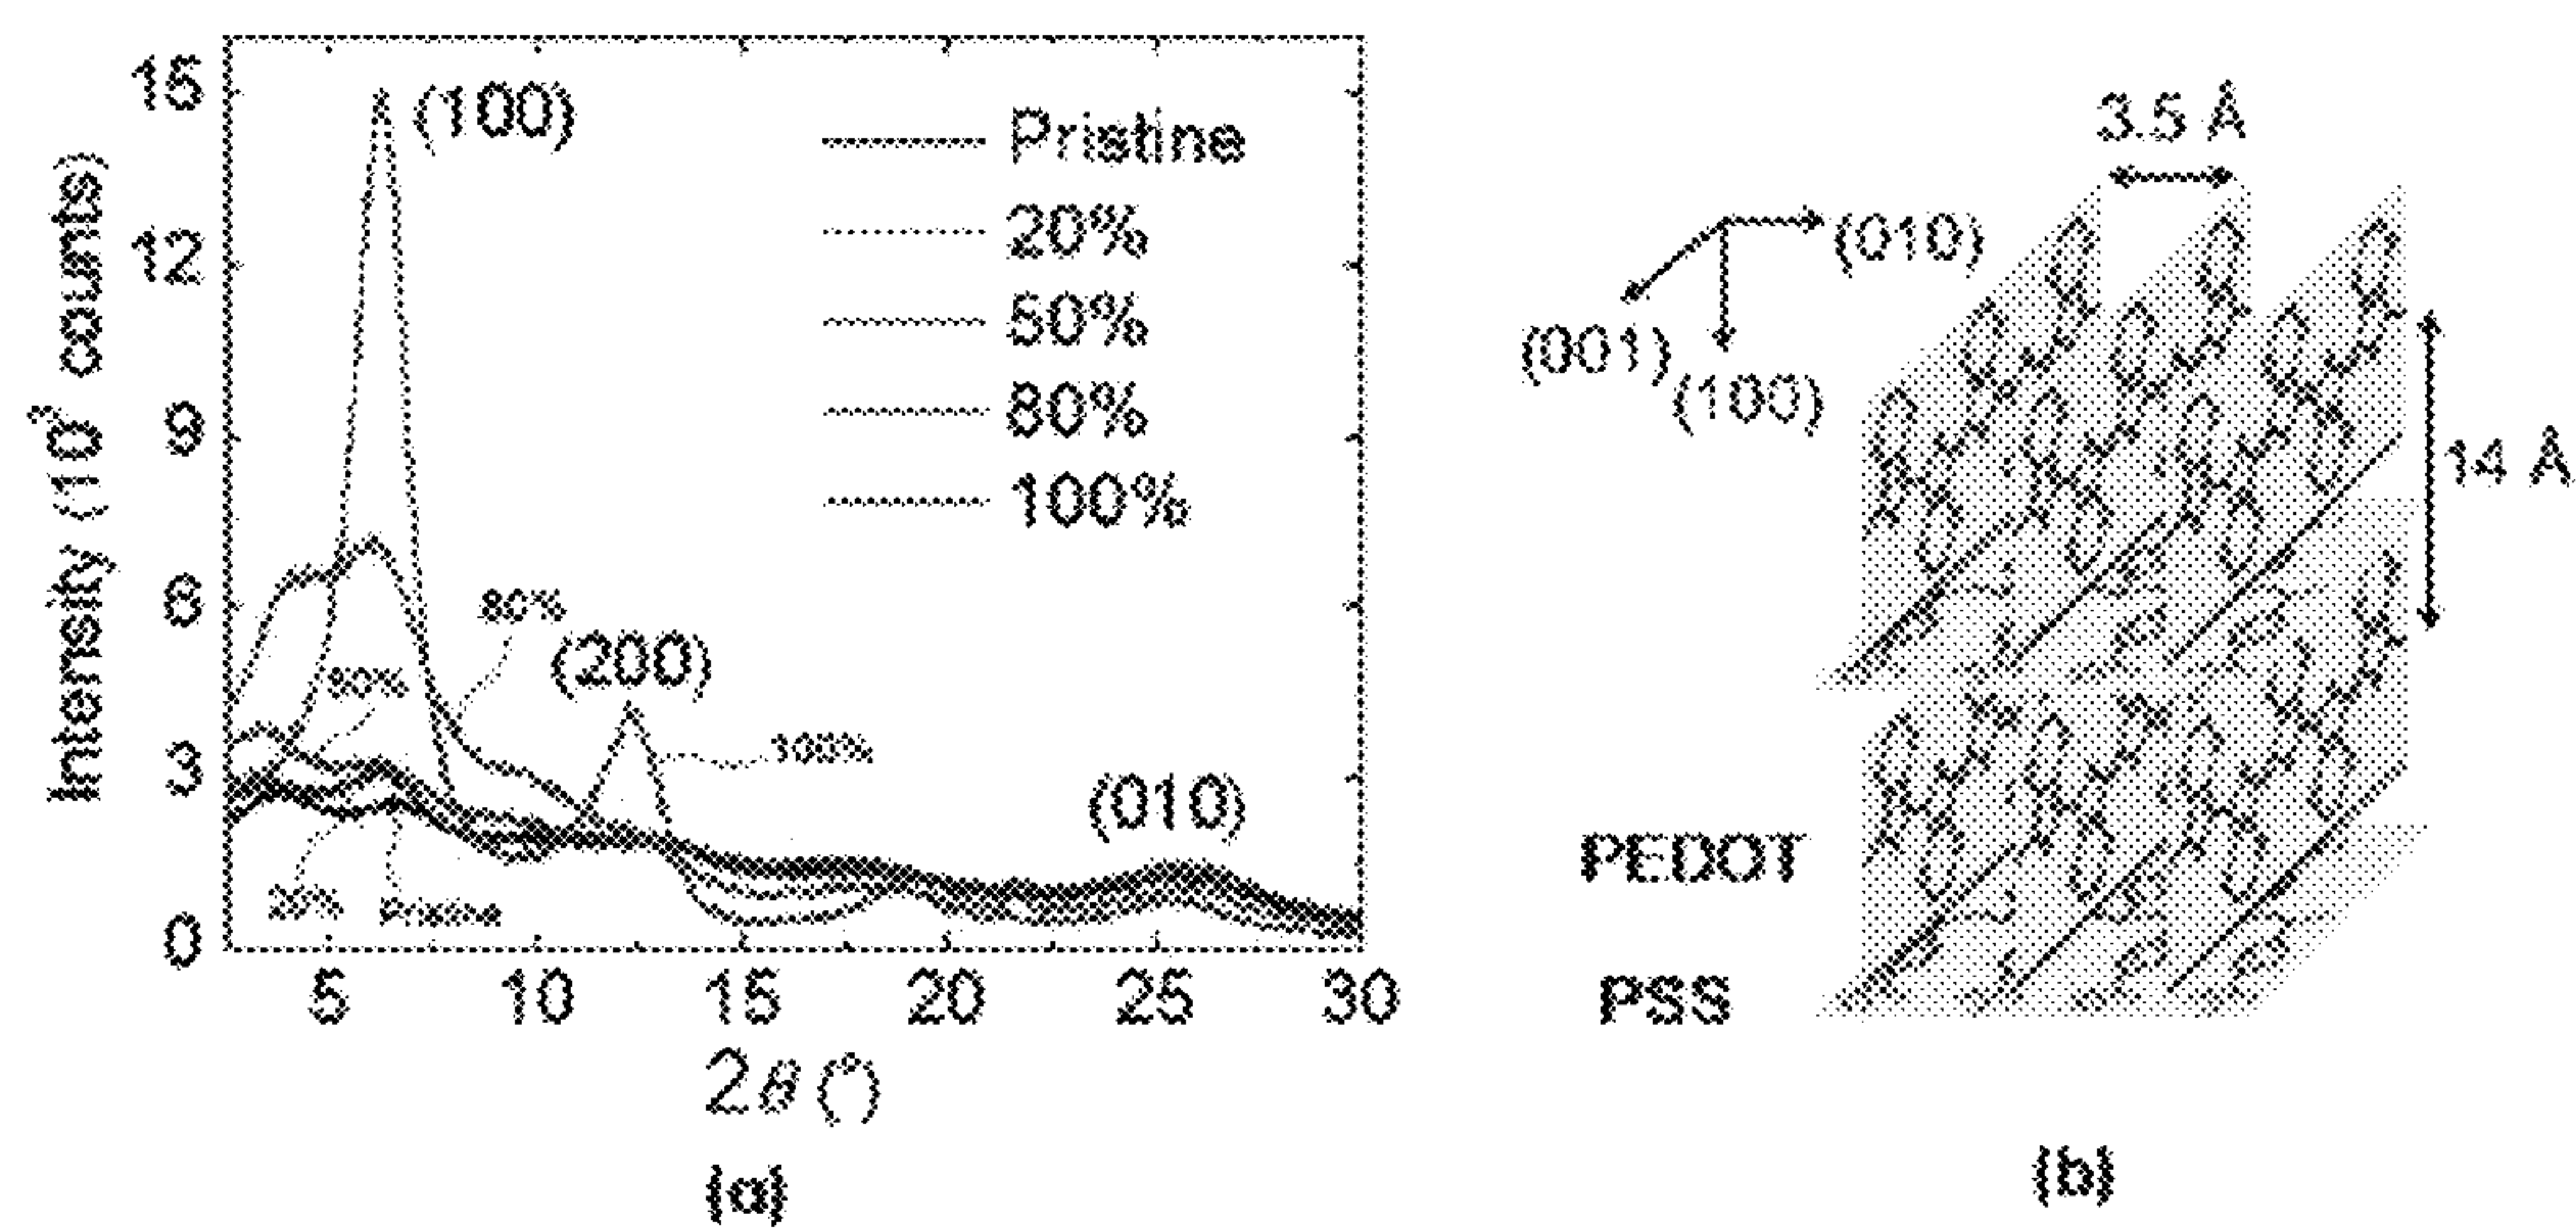 Intensity (10³ counts)
15
12
9
6
3
0
(100)
Pristine
20%
50%
80%
100%
80%
(200)
50%
100%
(010)
20%
Pristine
5 10 15 20 25 30
2θ (°)
(a)
3.5 Å
(010)
(001)
(100)
14 Å
PEDOT
PSS
(b)